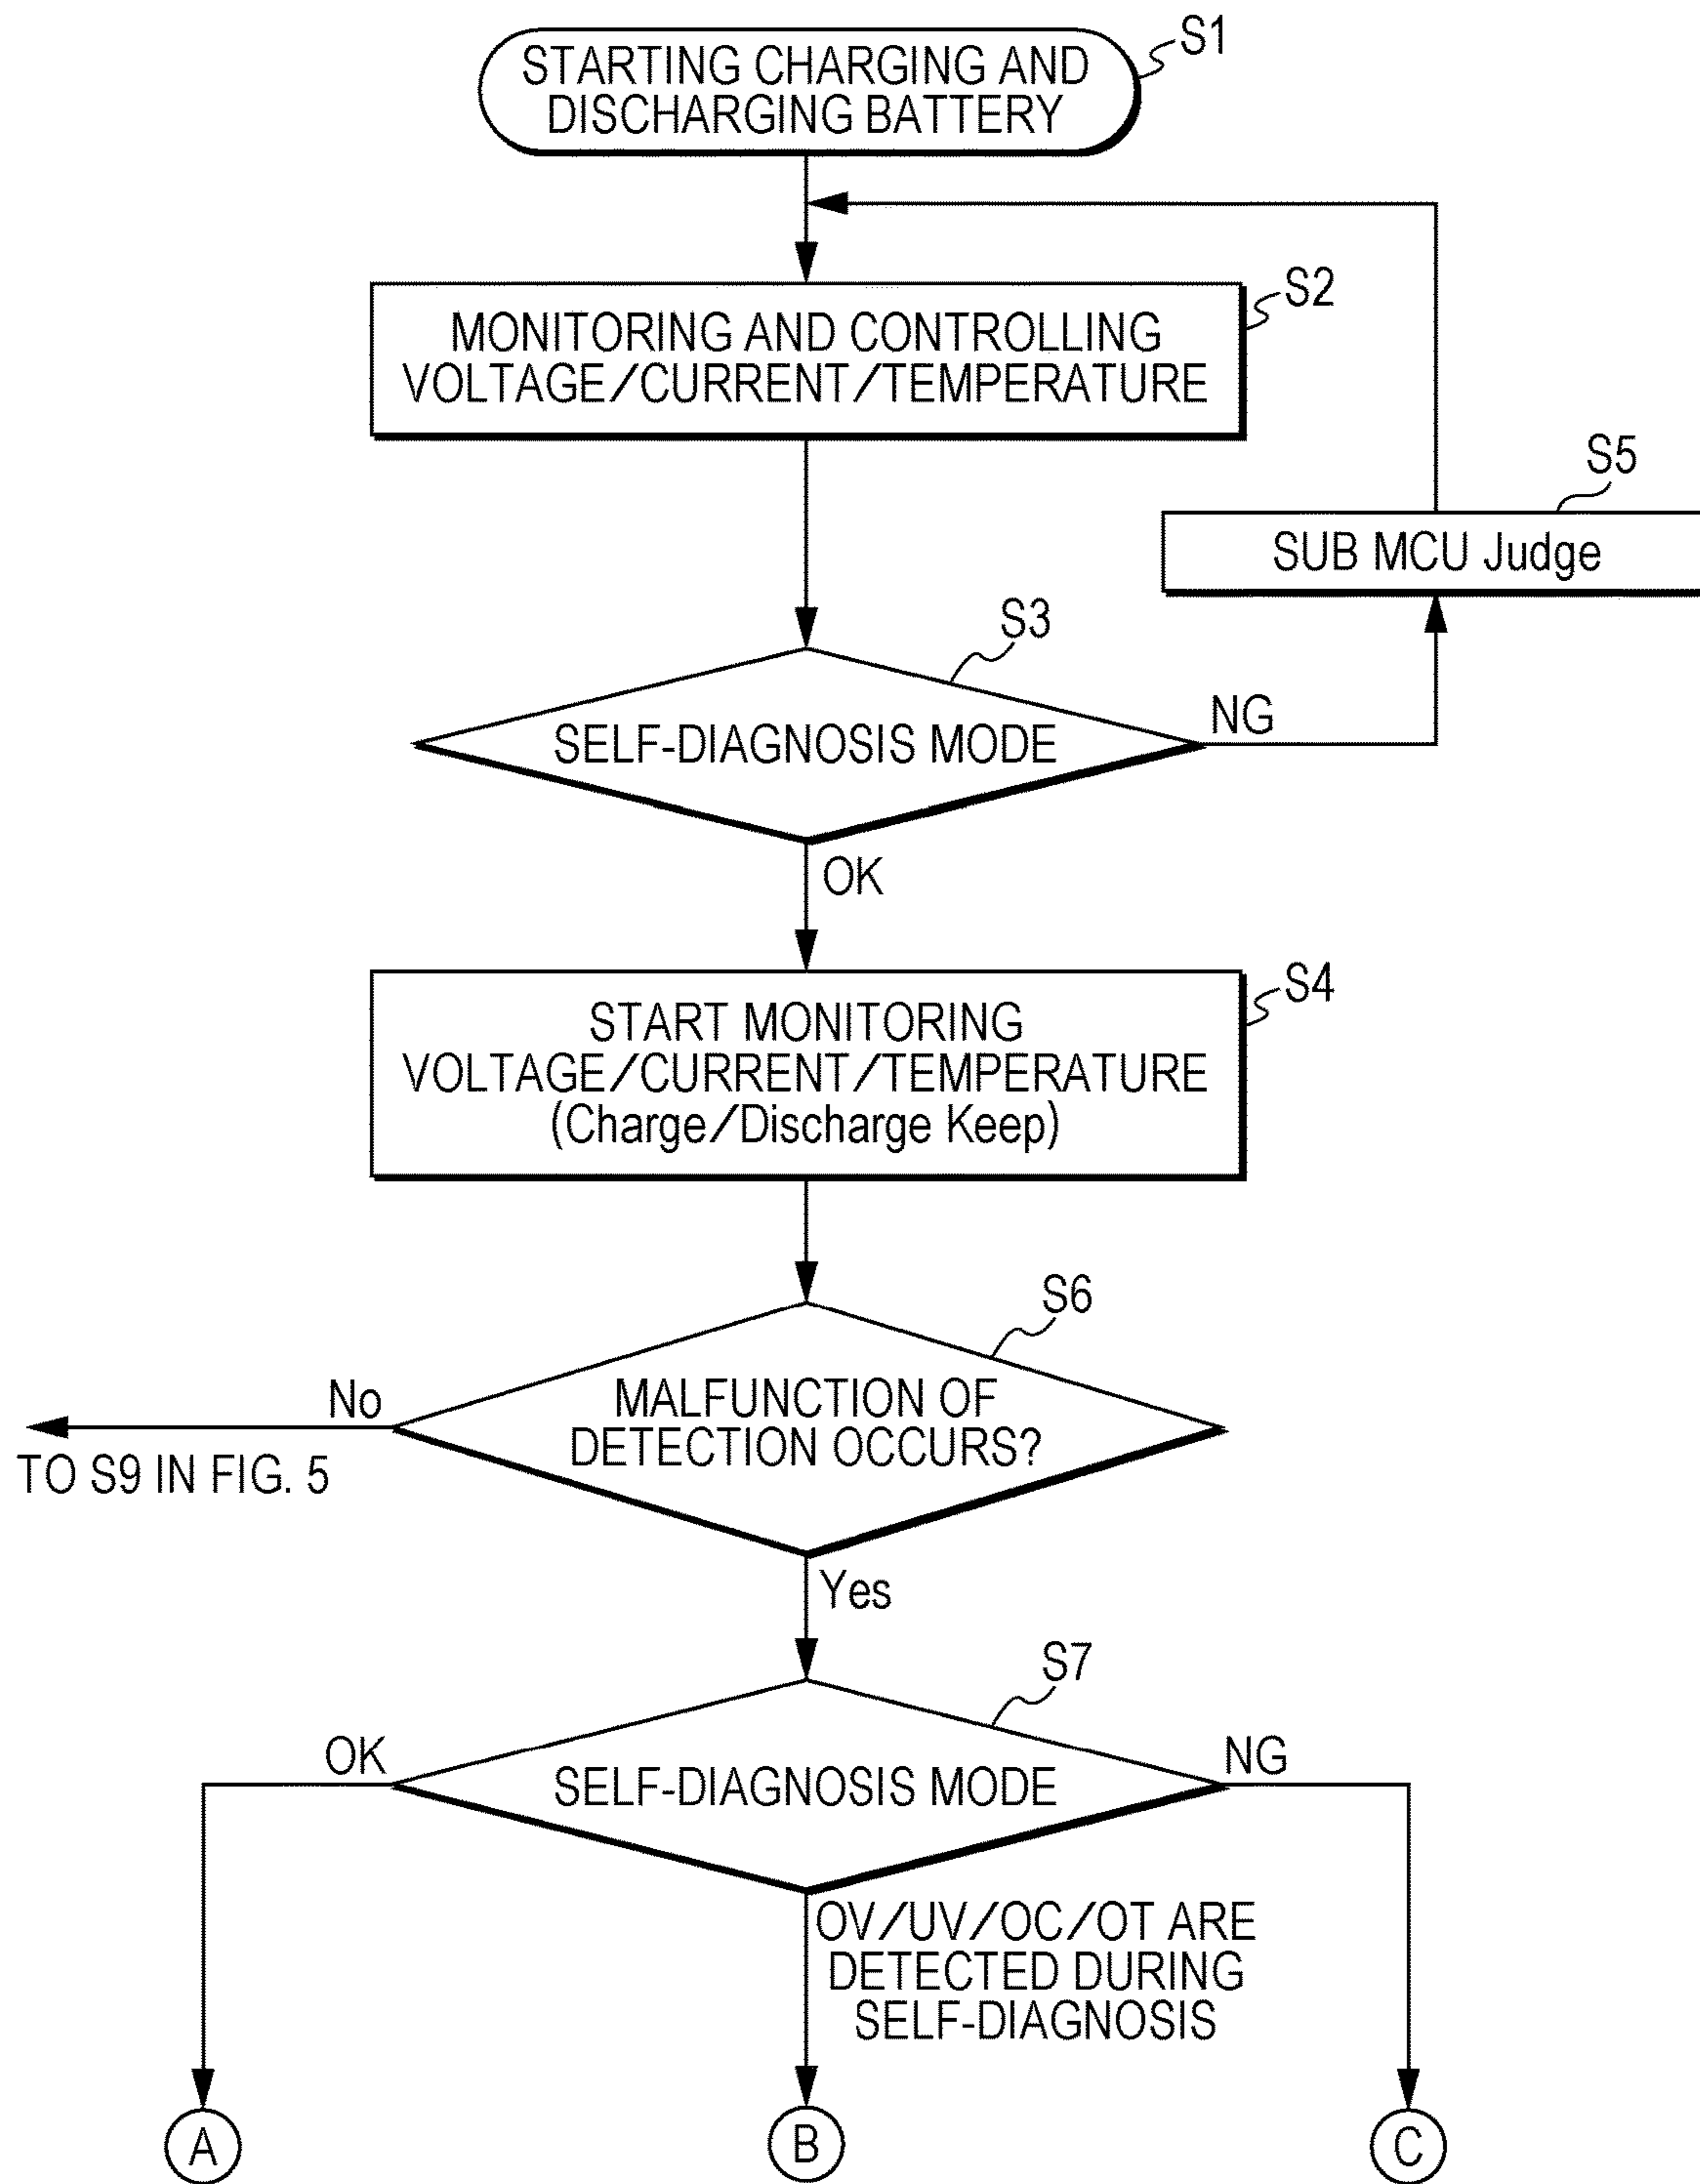 STARTING CHARGING AND
DISCHARGING BATTERY
S1
MONITORING AND CONTROLLING
VOLTAGE/CURRENT/TEMPERATURE
S2
S5
SUB MCU Judge
S3
SELF-DIAGNOSIS MODE
NG
OK
START MONITORING
VOLTAGE/CURRENT/TEMPERATURE
(Charge/Discharge Keep)
S4
S6
MALFUNCTION OF
DETECTION OCCURS?
No
TO S9 IN FIG. 5
Yes
S7
OK
SELF-DIAGNOSIS MODE
NG
OV/UV/OC/OT ARE
DETECTED DURING
SELF-DIAGNOSIS
A
B
C